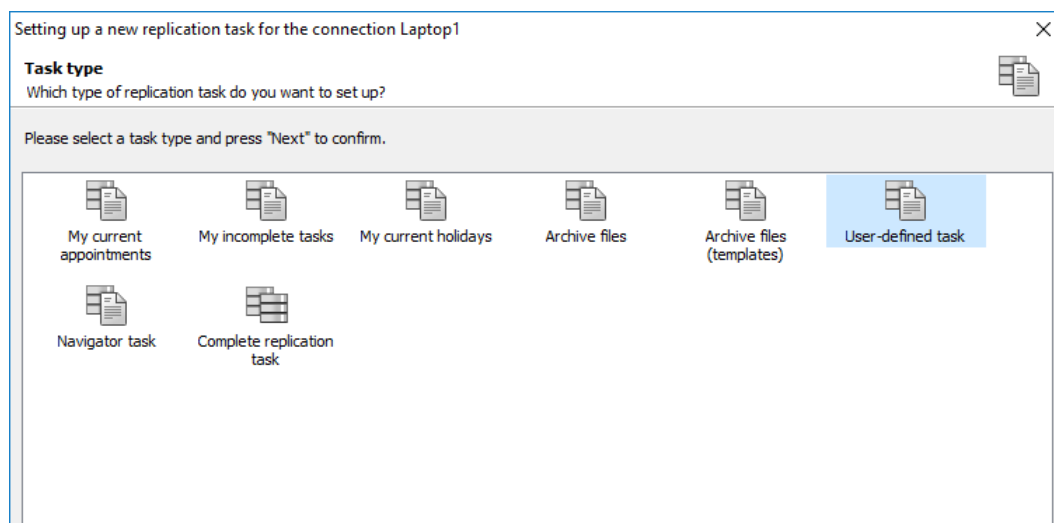 Setting up a new replication task for the connection Laptop1
Task type
Which type of replication task do you want to set up?
Please select a task type and press "Next" to confirm.
My current appointments
My incomplete tasks
My current holidays
Archive files
Archive files (templates)
User-defined task
Navigator task
Complete replication task